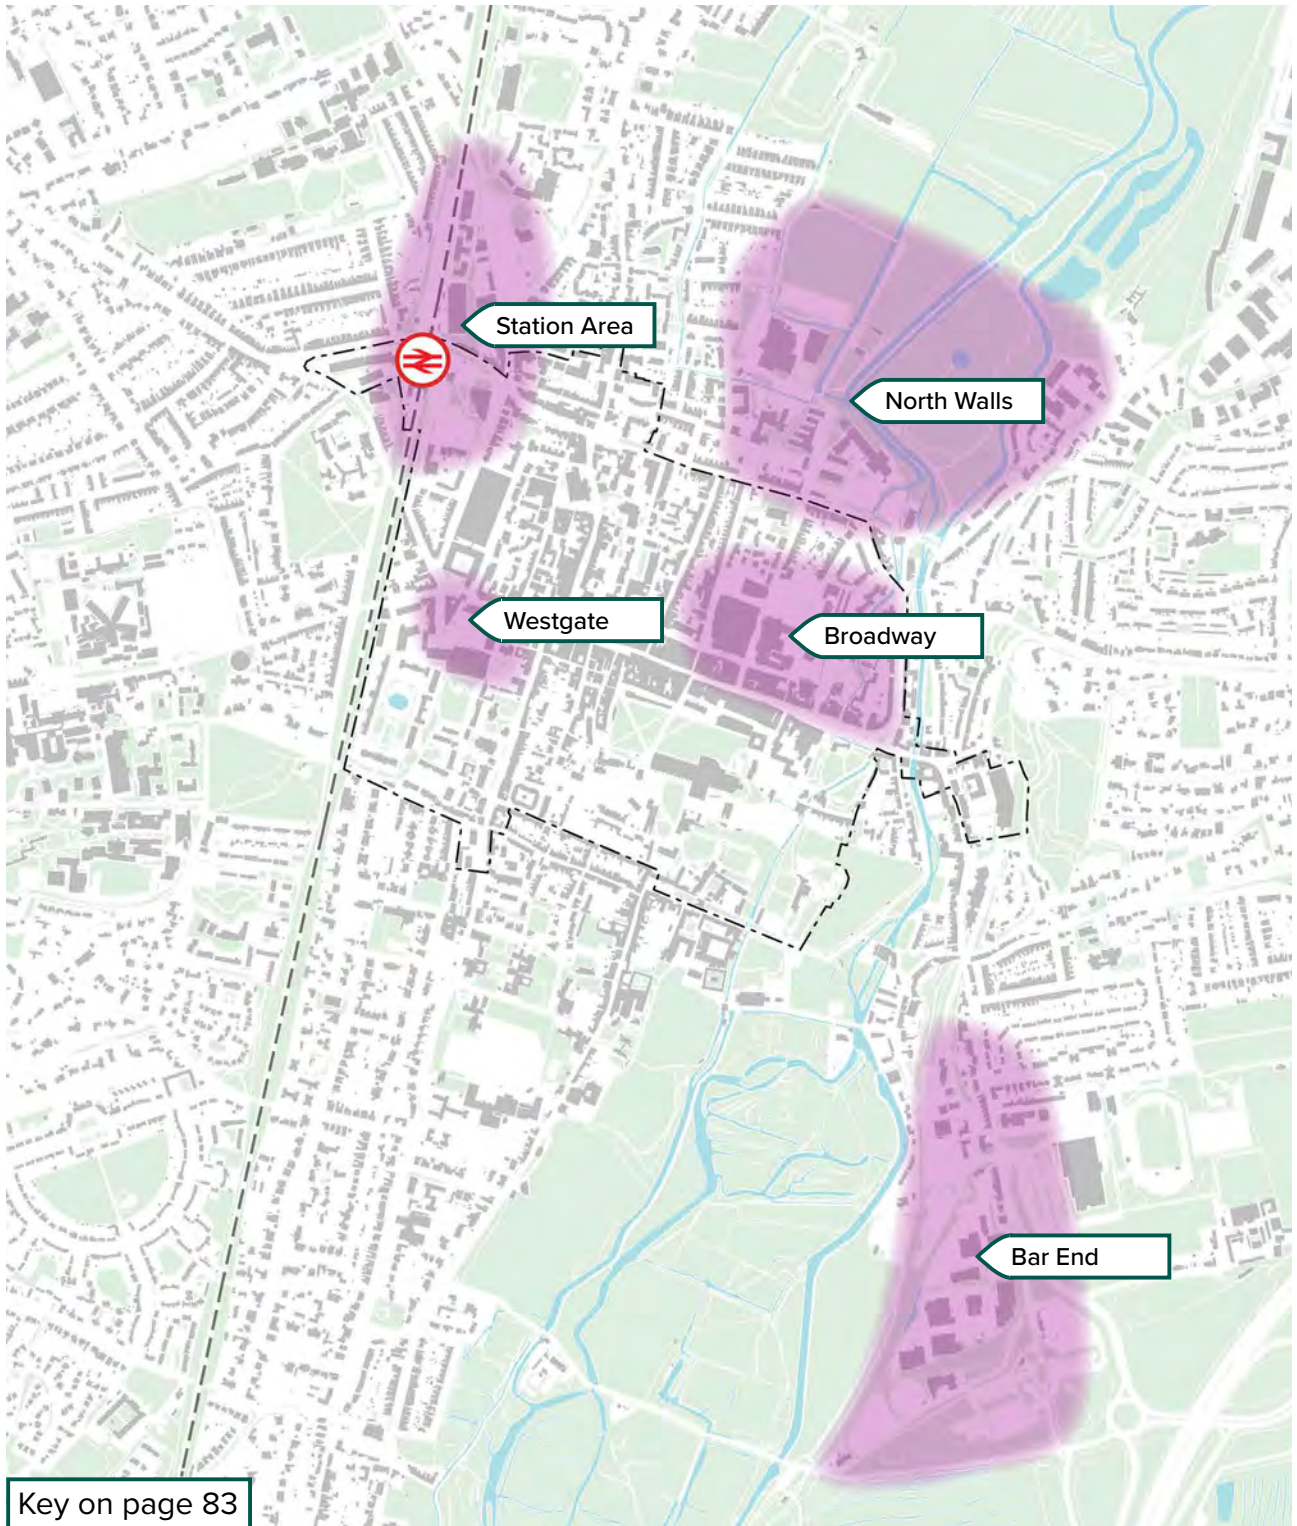 Station Area
North Walls
Westgate
Broadway
Bar End
Key on page 83